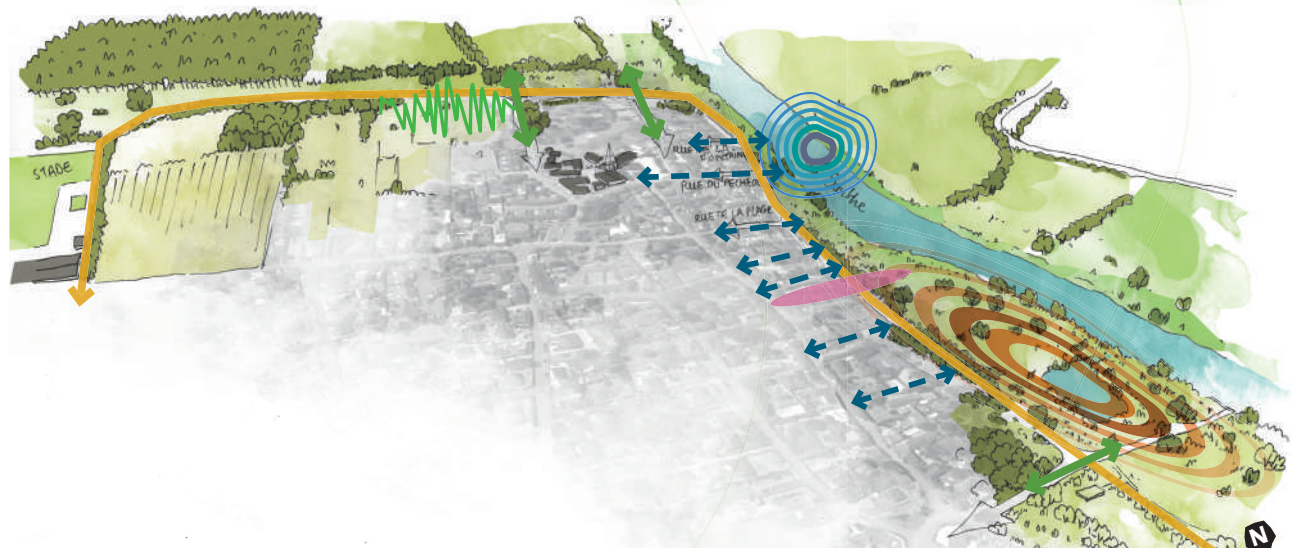 STADE
RUE DE LA
FONTAINE
RUE DU PECHEUR
RUE DE LA PLAGE
N